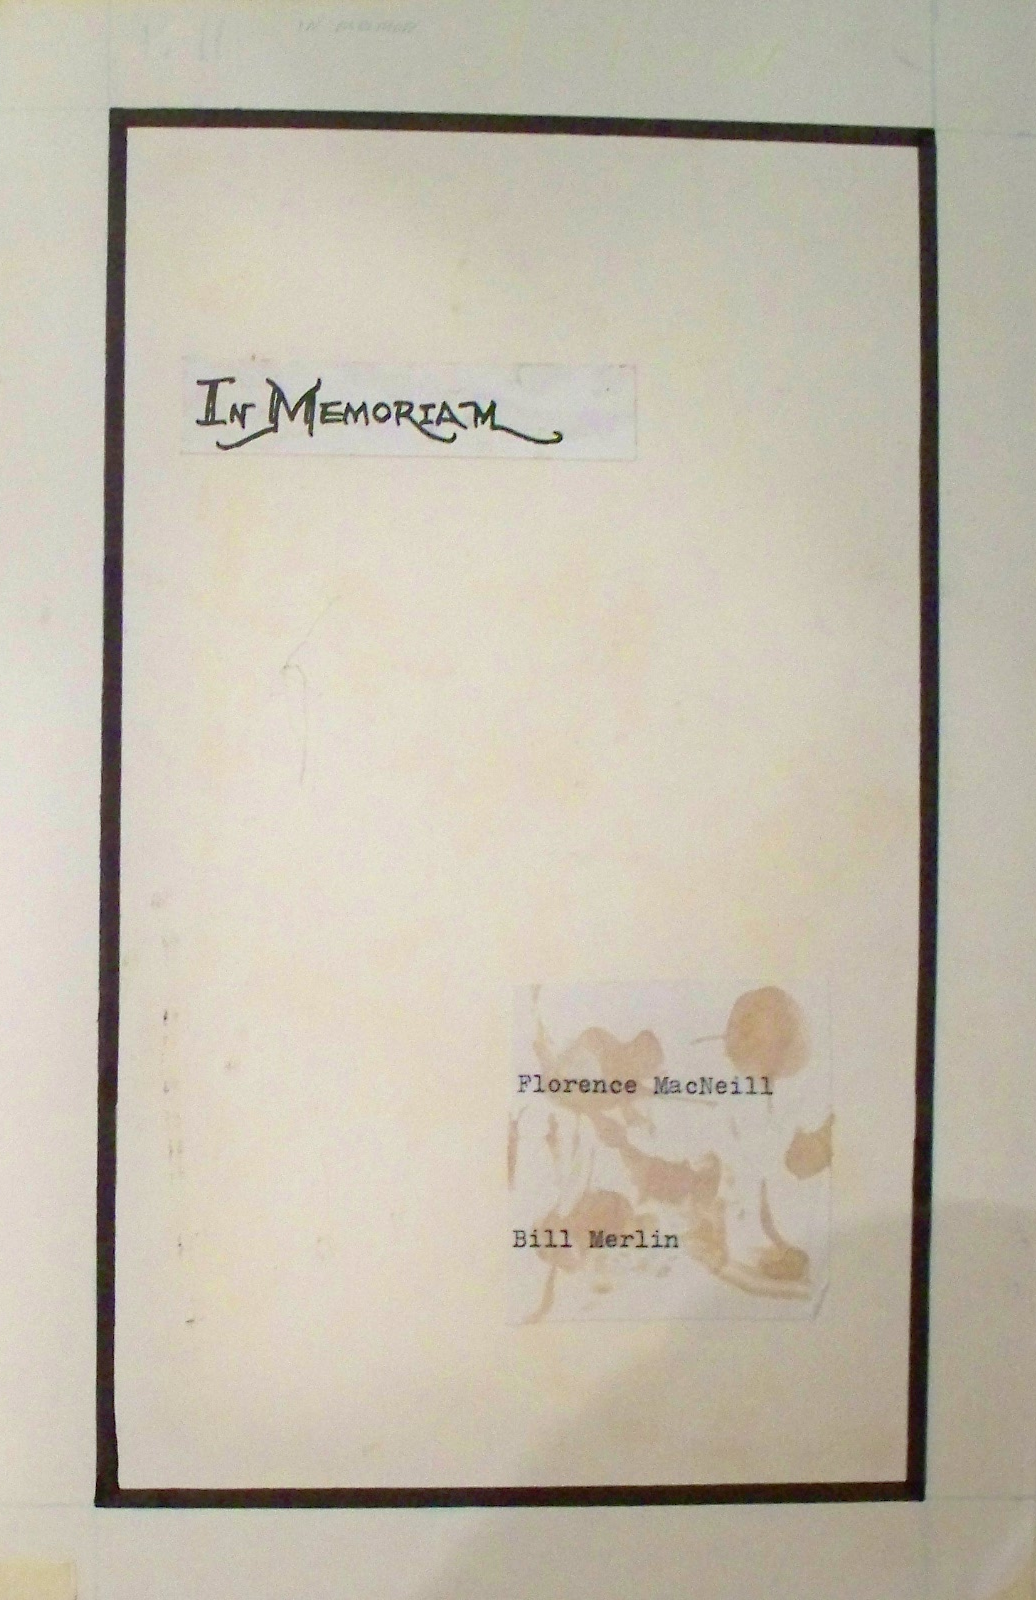 In Memoriam
Florence MacNeill
Bill Merlin